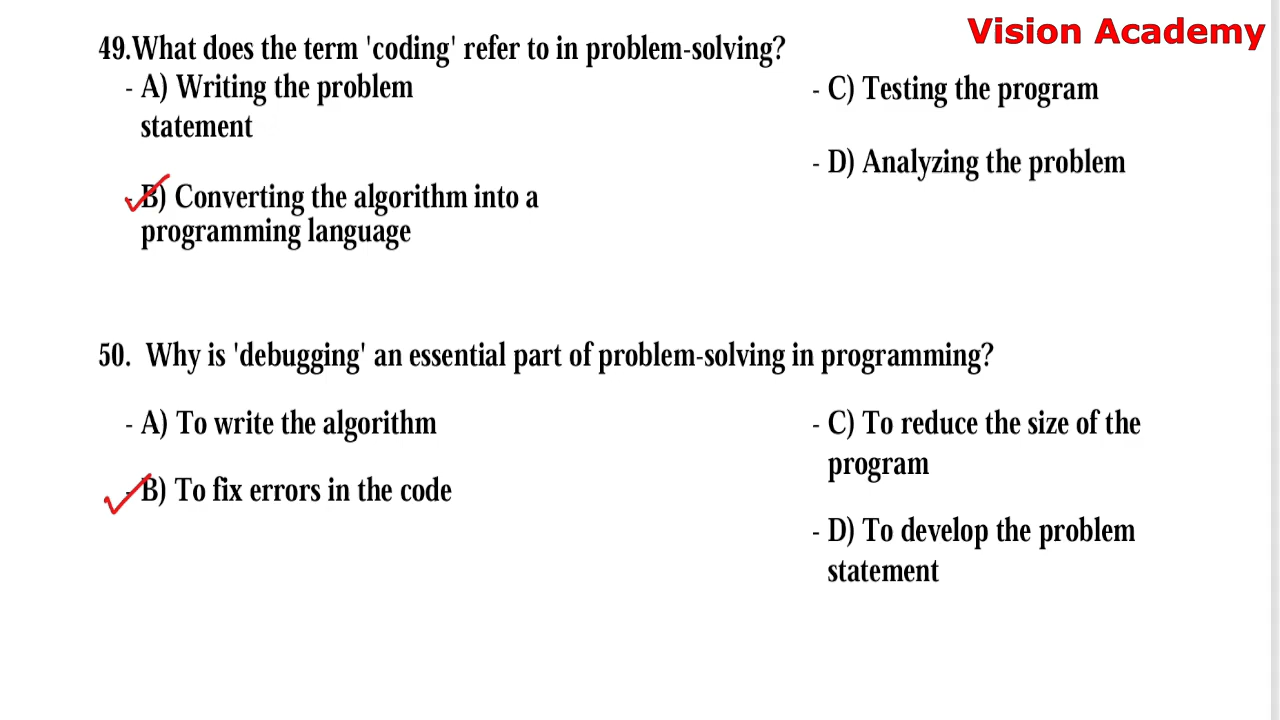 Vision Academy
49.What does the term 'coding' refer to in problem-solving?
- A) Writing the problem
statement
- B) Converting the algorithm into a
programming language
- C) Testing the program
- D) Analyzing the problem
50. Why is 'debugging' an essential part of problem-solving in programming?
- A) To write the algorithm
- B) To fix errors in the code
- C) To reduce the size of the
program
- D) To develop the problem
statement